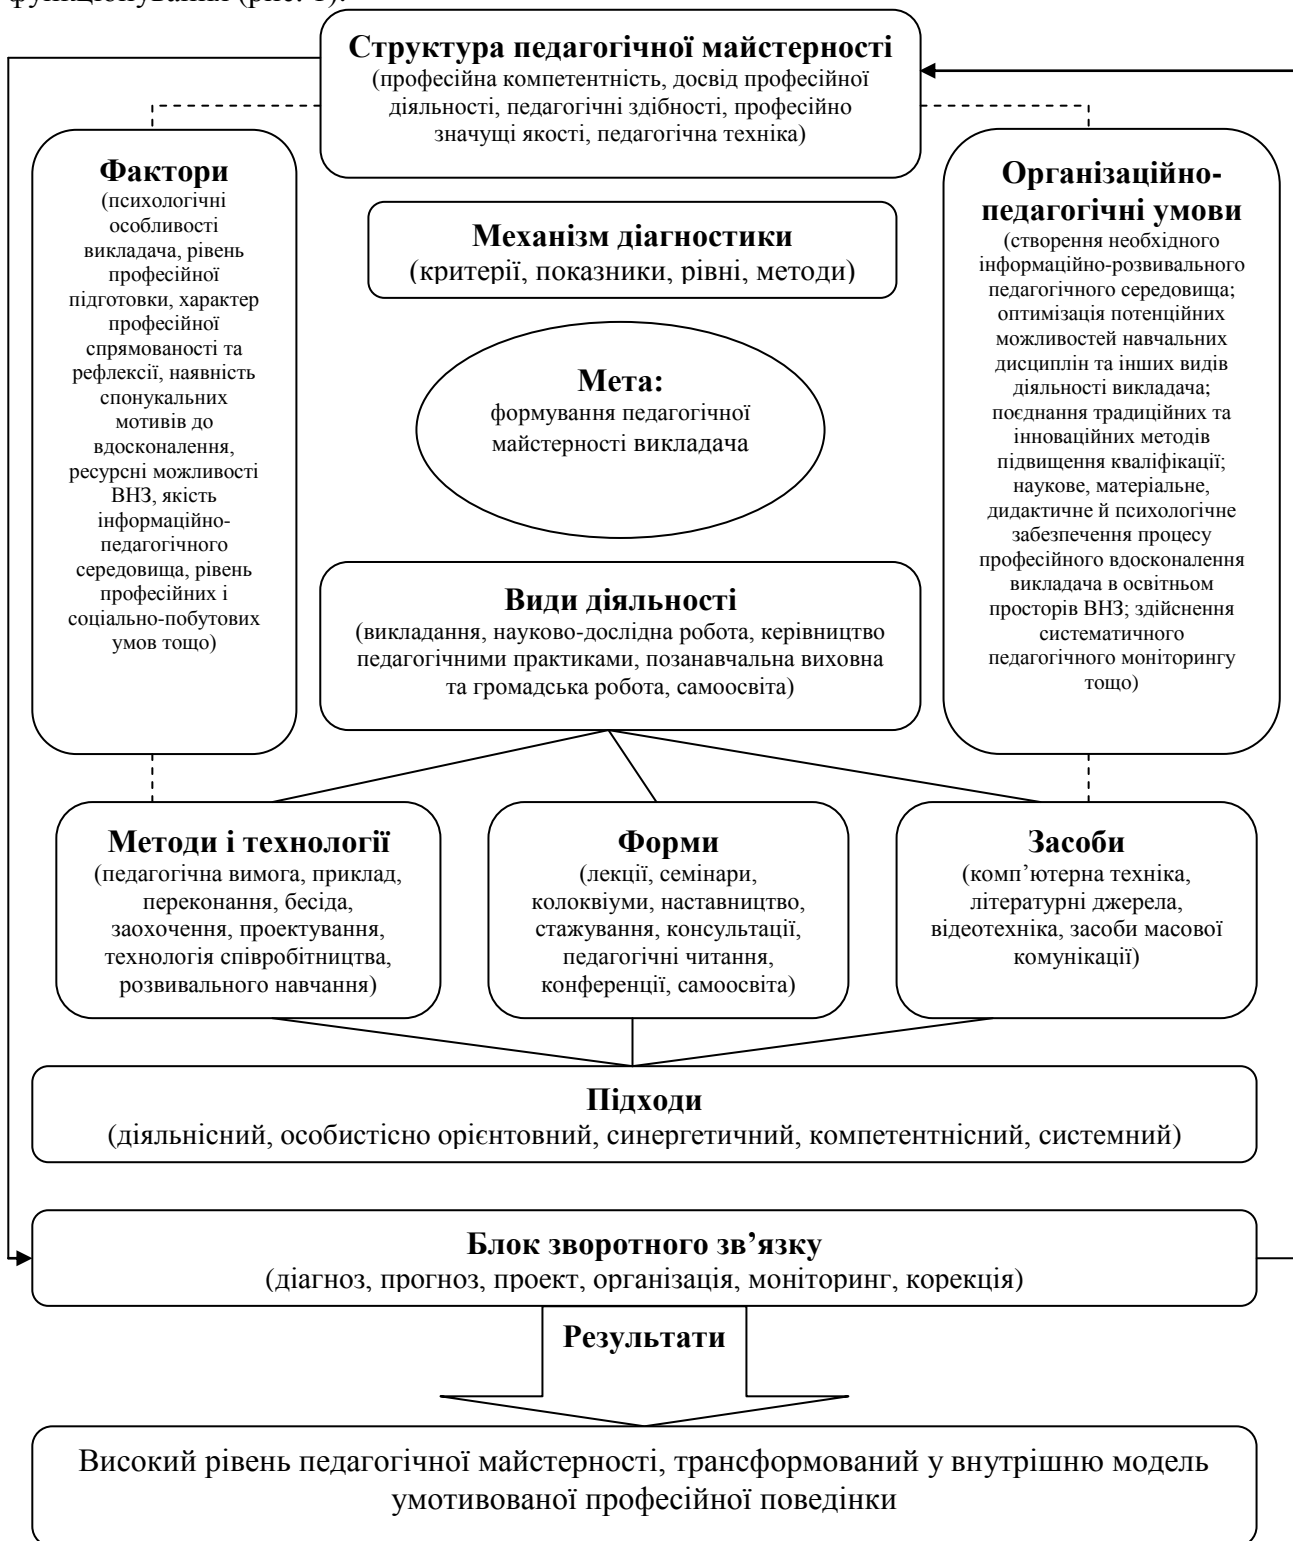 функціонування (рис. 1).
Структура педагогічної майстерності
(професійна компетентність, досвід професійної
діяльності, педагогічні здібності, професійно
значущі якості, педагогічна техніка)
Фактори
(психологічні
особливості
викладача, рівень
професійної
підготовки, характер
професійної
спрямованості та
рефлексії, наявність
спонукальних
мотивів до
вдосконалення,
ресурсні можливості
ВНЗ, якість
інформаційно-
педагогічного
середовища, рівень
професійних і
соціально-побутових
умов тощо)
Механізм діагностики
(критерії, показники, рівні, методи)
Мета:
формування педагогічної
майстерності викладача
Організаційно-
педагогічні умови
(створення необхідного
інформаційно-розвивального
педагогічного середовища;
оптимізація потенційних
можливостей навчальних
дисциплін та інших видів
діяльності викладача;
поєднання традиційних та
інноваційних методів
підвищення кваліфікації;
наукове, матеріальне,
дидактичне й психологічне
забезпечення процесу
професійного вдосконалення
викладача в освітньом
просторів ВНЗ; здійснення
систематичного
педагогічного моніторингу
тощо)
Види діяльності
(викладання, науково-дослідна робота, керівництво
педагогічними практиками, позанавчальна виховна
та громадська робота, самоосвіта)
Методи і технології
(педагогічна вимога, приклад,
переконання, бесіда,
заохочення, проектування,
технологія співробітництва,
розвивального навчання)
Форми
(лекції, семінари,
колоквіуми, наставництво,
стажування, консультації,
педагогічні читання,
конференції, самоосвіта)
Засоби
(комп’ютерна техніка,
літературні джерела,
відеотехніка, засоби масової
комунікації)
Підходи
(діяльнісний, особистісно орієнтовний, синергетичний, компетентнісний, системний)
Блок зворотного зв’язку
(діагноз, прогноз, проект, організація, моніторинг, корекція)
Результати
Високий рівень педагогічної майстерності, трансформований у внутрішню модель
умотивованої професійної поведінки